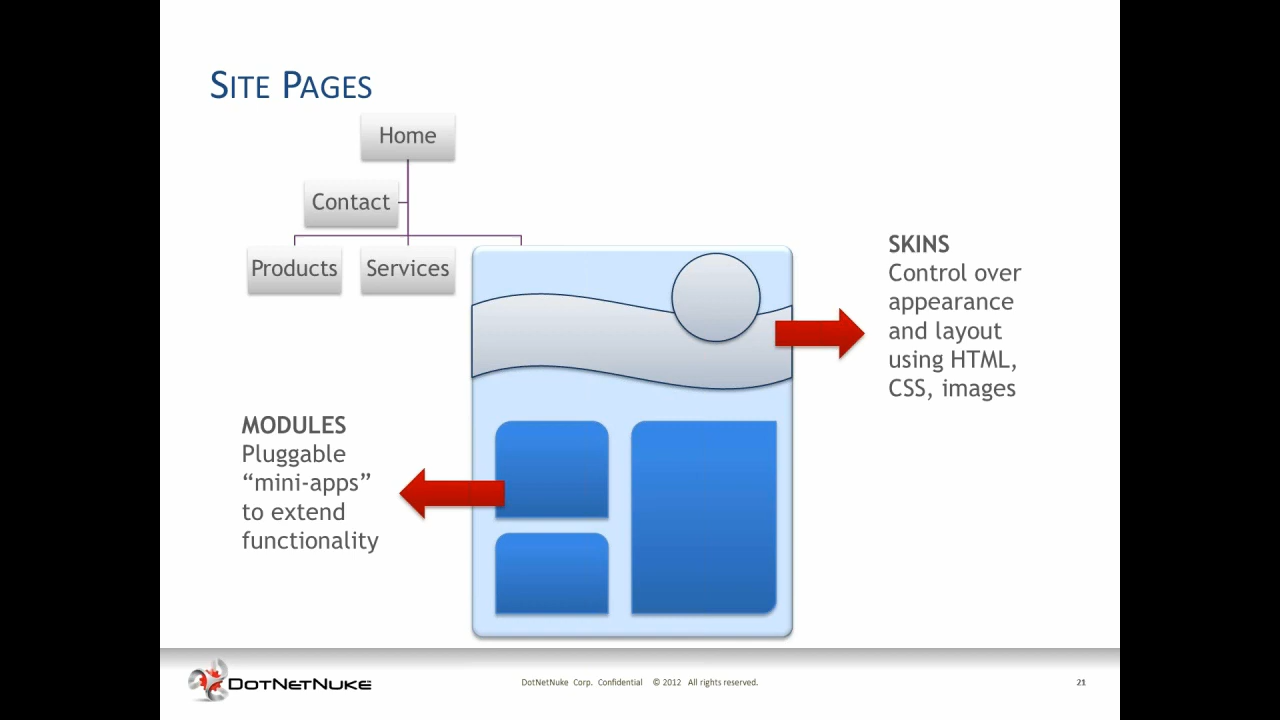 SITE PAGES
Home
Contact
Products
Services
SKINS
Control over
appearance
and layout
using HTML,
CSS, images
MODULES
Pluggable
“mini-apps”
to extend
functionality
DOTNETNUKE
DotNetNuke Corp. Confidential © 2012 All rights reserved.
21